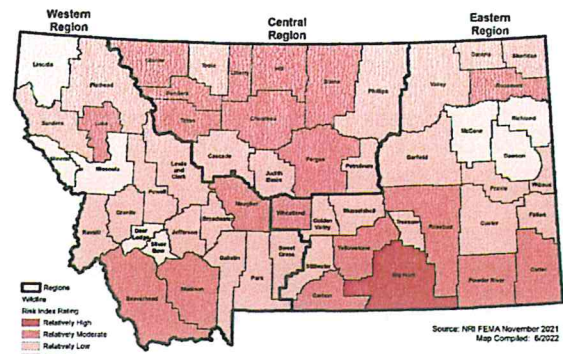 Western
Region
Central
Region
Eastern
Region
Lincoln
Flathead
Glacier
Toole
Liberty
Hill
Blaine
Phillips
Valley
Daniels
Sheridan
Roosevelt
Sanders
Lake
Pondera
Teton
Chouteau
McCone
Richland
Mineral
Missoula
Lewis
and
Clark
Cascade
Judith
Basin
Fergus
Petroleum
Garfield
Dawson
Prairie
Wibaux
Powell
Granite
Ravalli
Deer
Lodge
Silver
Bow
Jefferson
Broadwater
Meagher
Wheatland
Golden
Valley
Musselshell
Treasure
Rosebud
Custer
Fallon
Gallatin
Park
Sweet
Grass
Stillwater
Yellowstone
Big Horn
Carbon
Powder River
Carter
Beaverhead
Madison
Regions
Wildfire
Risk Index Rating
Relatively High
Relatively Moderate
Relatively Low
Source: NRI FEMA November 2021
Map Compiled: 6/2022